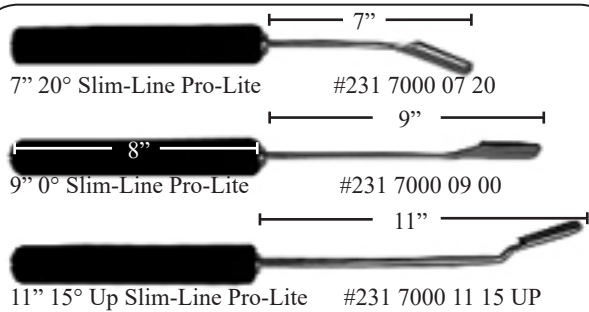 7”
7” 20° Slim-Line Pro-Lite #231 7000 07 20
9”
8”
9” 0° Slim-Line Pro-Lite #231 7000 09 00
11”
11” 15° Up Slim-Line Pro-Lite #231 7000 11 15 UP